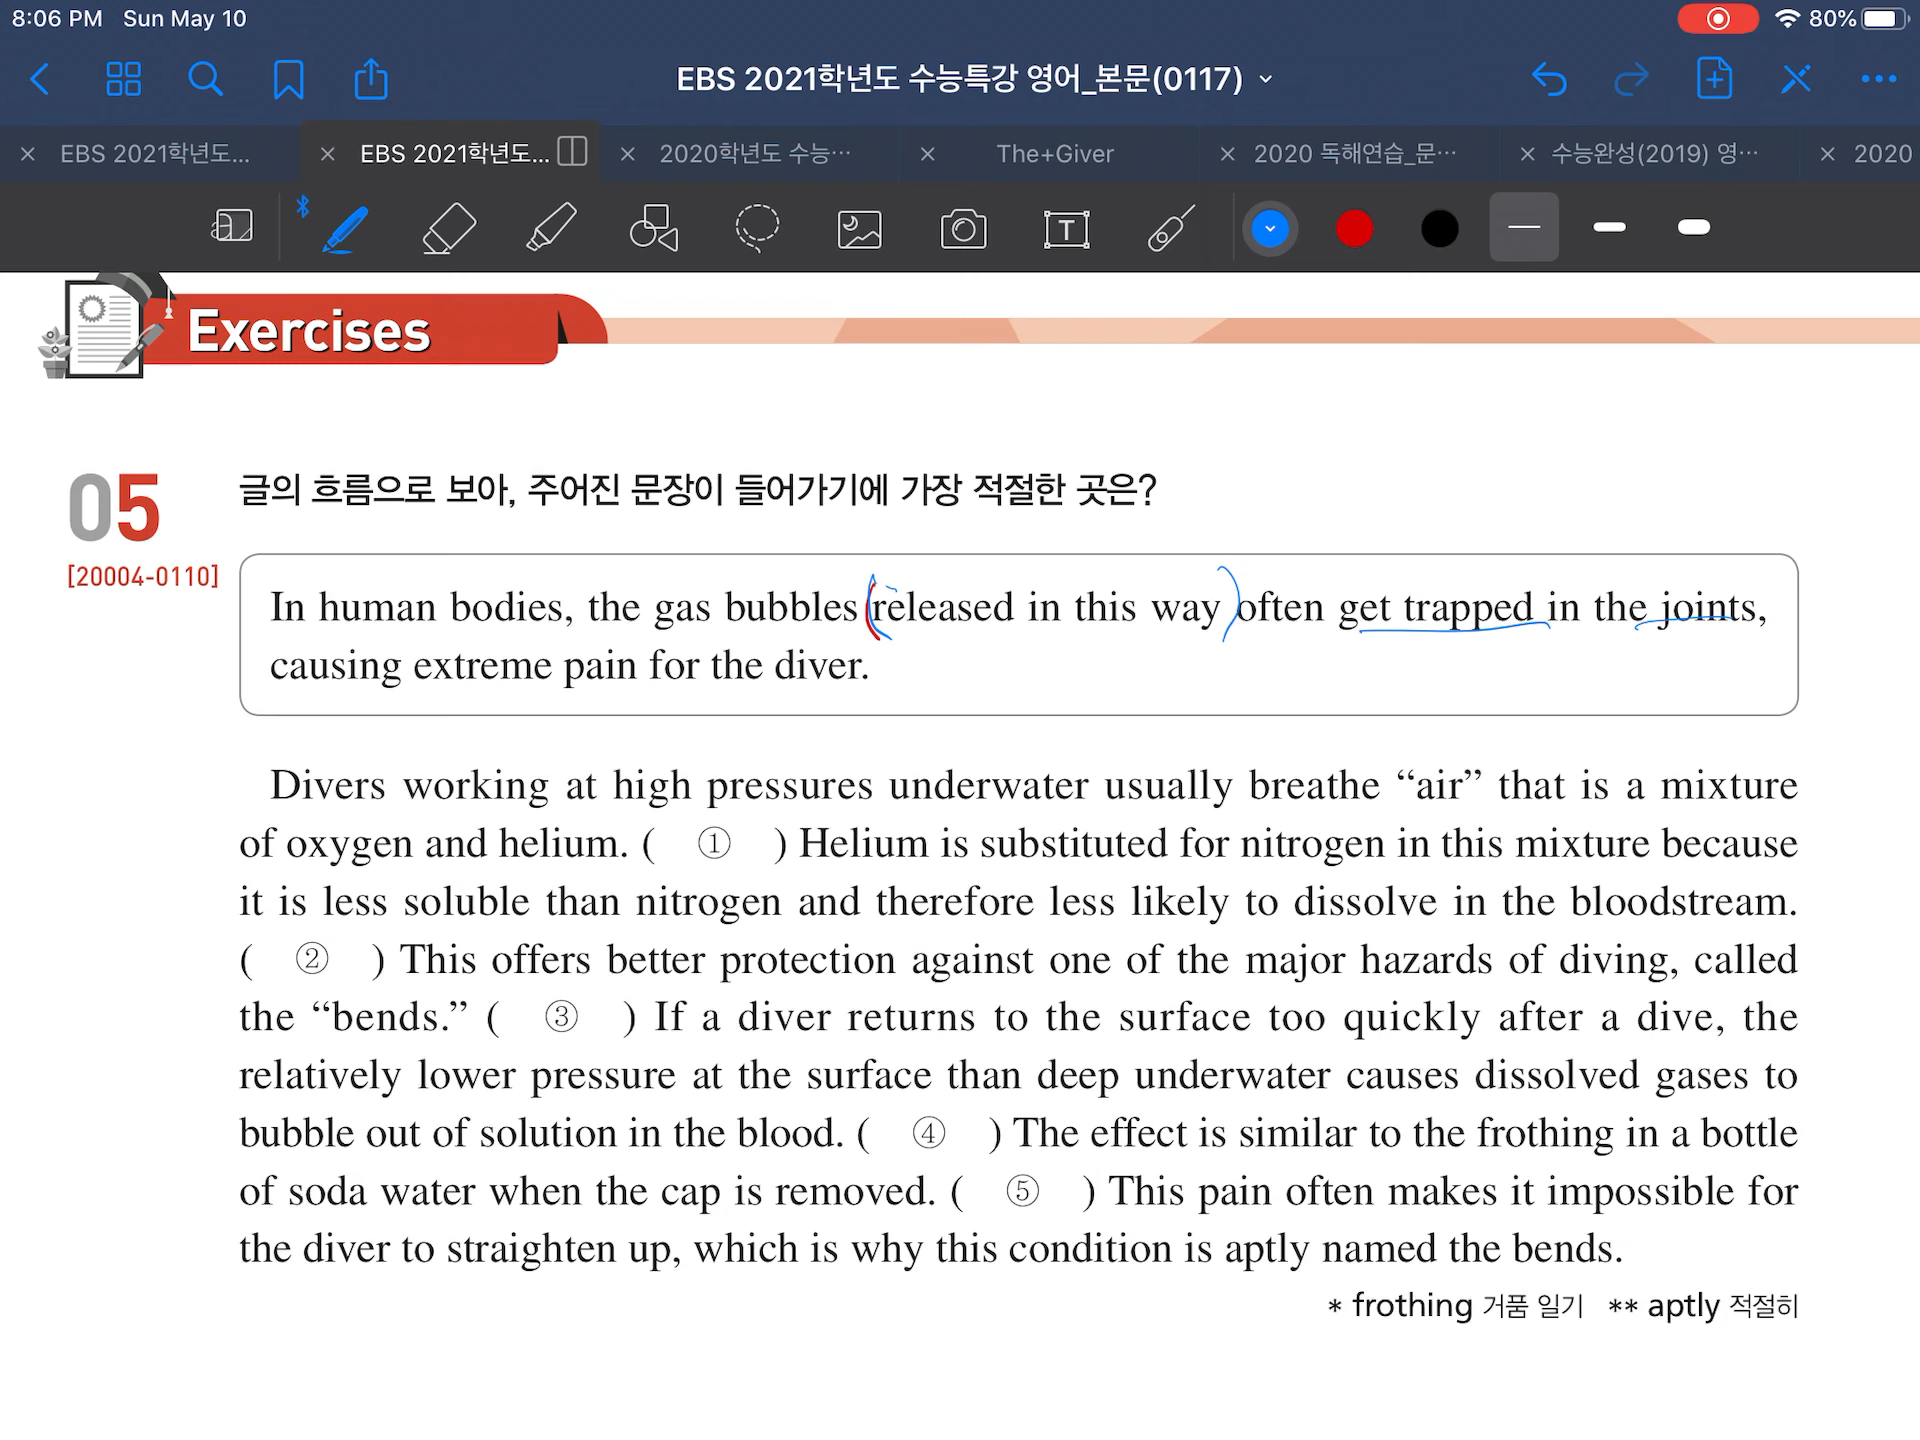 8:06 PM Sun May 10
80%
EBS 2021학년도 수능특강 영어_본문(0117)
EBS 2021학년도...
EBS 2021학년도...
2020학년도 수능…
The+Giver
2020 독해연습_문…
수능완성(2019) 영…
2020
T
Exercises
05
글의 흐름으로 보아, 주어진 문장이 들어가기에 가장 적절한 곳은?
[20004-0110]
In human bodies, the gas bubbles (released in this way) often get trapped in the joints,
causing extreme pain for the diver.
Divers working at high pressures underwater usually breathe “air” that is a mixture
of oxygen and helium. ( ① ) Helium is substituted for nitrogen in this mixture because
it is less soluble than nitrogen and therefore less likely to dissolve in the bloodstream.
( ② ) This offers better protection against one of the major hazards of diving, called
the “bends.” ( ③ ) If a diver returns to the surface too quickly after a dive, the
relatively lower pressure at the surface than deep underwater causes dissolved gases to
bubble out of solution in the blood. ( ④ ) The effect is similar to the frothing in a bottle
of soda water when the cap is removed. ( ⑤ ) This pain often makes it impossible for
the diver to straighten up, which is why this condition is aptly named the bends.
* frothing 거품 일기 ** aptly 적절히